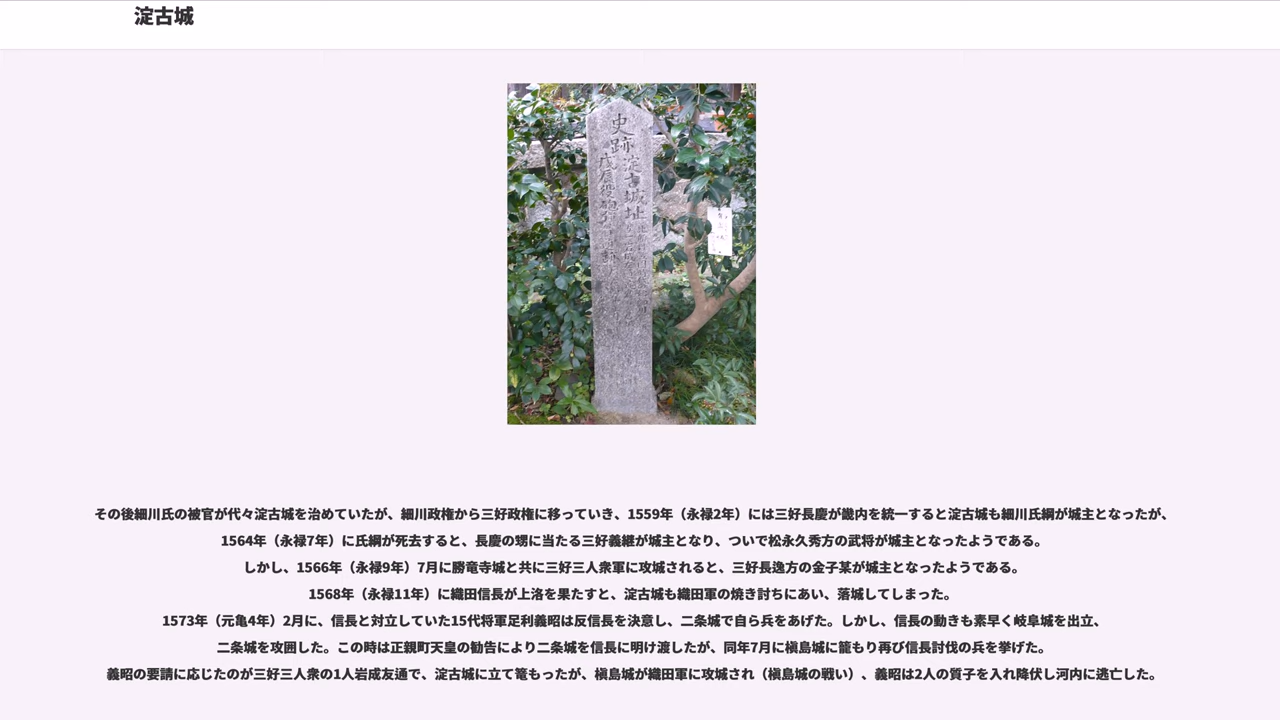 淀古城
史跡
淀古城址
戊辰役
その後細川氏の被官が代々淀古城を治めていたが、細川政権から三好政権に移っていき、1559年（永禄2年）には三好長慶が畿内を統一すると淀古城も細川氏綱が城主となったが、
1564年（永禄7年）に氏綱が死去すると、長慶の甥に当たる三好義継が城主となり、ついで松永久秀方の武将が城主となったようである。
しかし、1566年（永禄9年）7月に勝竜寺城と共に三好三人衆軍に攻城されると、三好長逸方の金子某が城主となったようである。
1568年（永禄11年）に織田信長が上洛を果たすと、淀古城も織田軍の焼き討ちにあい、落城してしまった。
1573年（元亀4年）2月に、信長と対立していた15代将軍足利義昭は反信長を決意し、二条城で自ら兵をあげた。しかし、信長の動きも素早く岐阜城を出立、
二条城を攻囲した。この時は正親町天皇の勧告により二条城を信長に明け渡したが、同年7月に槇島城に籠もり再び信長討伐の兵を挙げた。
義昭の要請に応じたのが三好三人衆の1人岩成友通で、淀古城に立て篭もったが、槇島城が織田軍に攻城され（槇島城の戦い）、義昭は2人の質子を入れ降伏し河内に逃亡した。